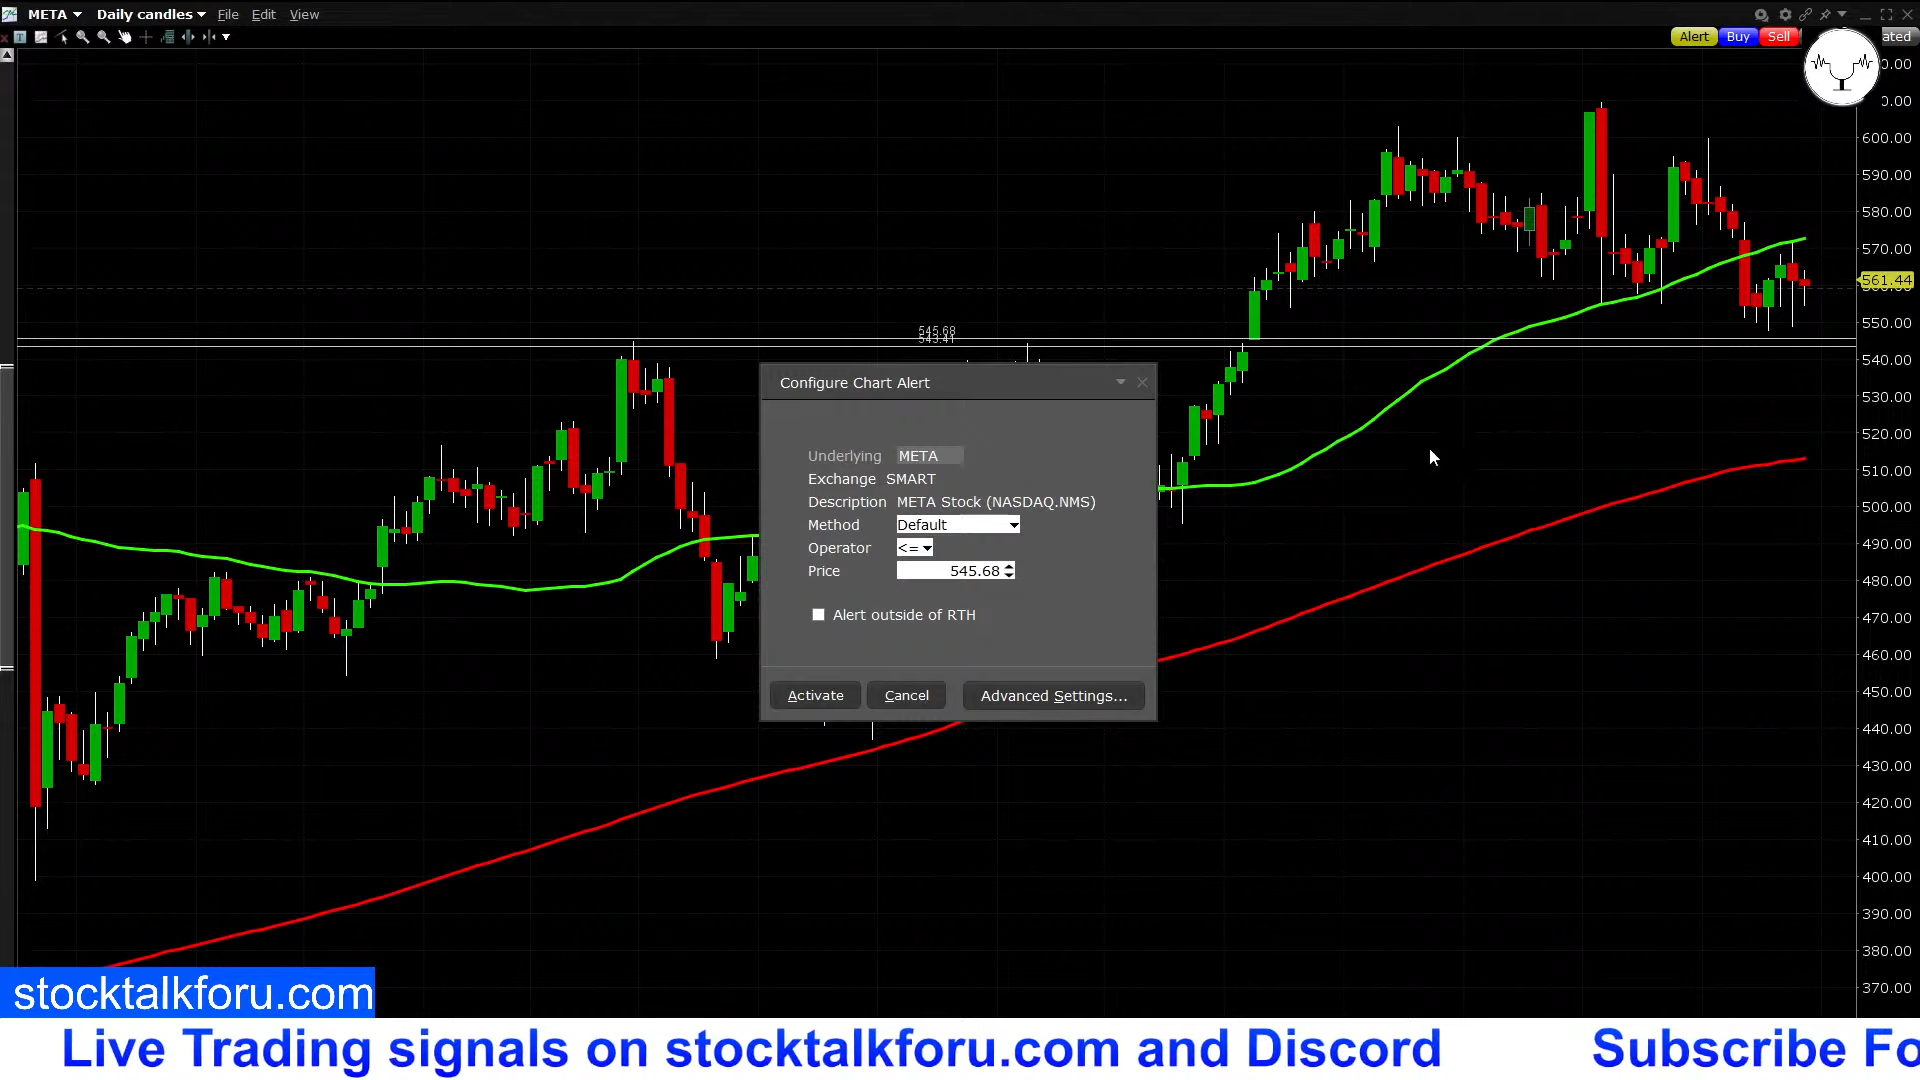 META Daily candles File Edit View
Alert Buy Sell
600.00
590.00
580.00
570.00
561.44
550.00
545.68
543.41
540.00
530.00
520.00
510.00
500.00
490.00
480.00
470.00
460.00
450.00
440.00
430.00
420.00
410.00
400.00
390.00
380.00
370.00
Configure Chart Alert
Underlying META
Exchange SMART
Description META Stock (NASDAQ.NMS)
Method Default
Operator <=
Price 545.68
Alert outside of RTH
Activate Cancel Advanced Settings...
stocktalkforu.com
Live Trading signals on stocktalkforu.com and Discord Subscribe Fo